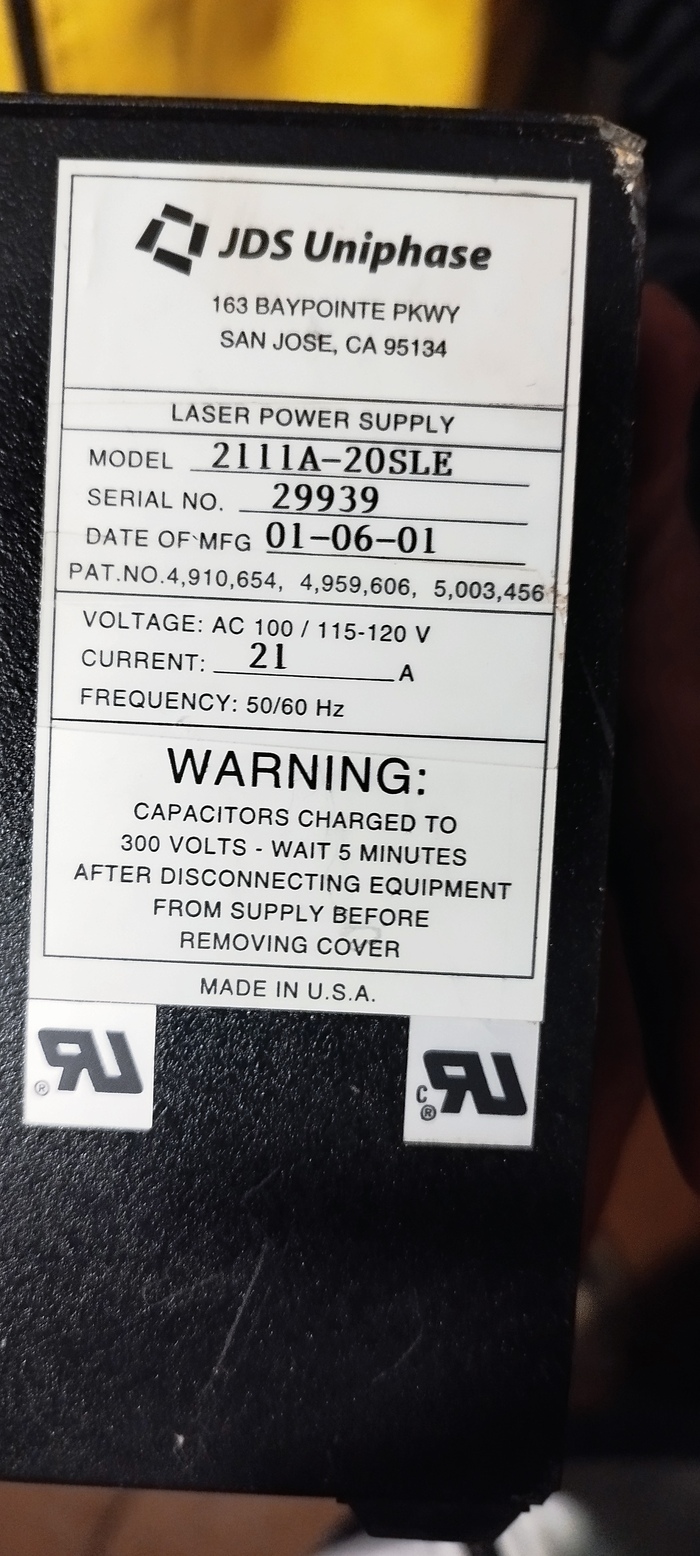 JDS Uniphase
163 BAYPOINTE PKWY
SAN JOSE, CA 95134
LASER POWER SUPPLY
MODEL 2111A-20SLE
SERIAL NO. 29939
DATE OF MFG 01-06-01
PAT.NO.4,910,654, 4,959,606, 5,003,456
VOLTAGE: AC 100 / 115-120 V
CURRENT: 21 A
FREQUENCY: 50/60 Hz
WARNING:
CAPACITORS CHARGED TO
300 VOLTS - WAIT 5 MINUTES
AFTER DISCONNECTING EQUIPMENT
FROM SUPPLY BEFORE
REMOVING COVER
MADE IN U.S.A.
RU ®
C RU ®